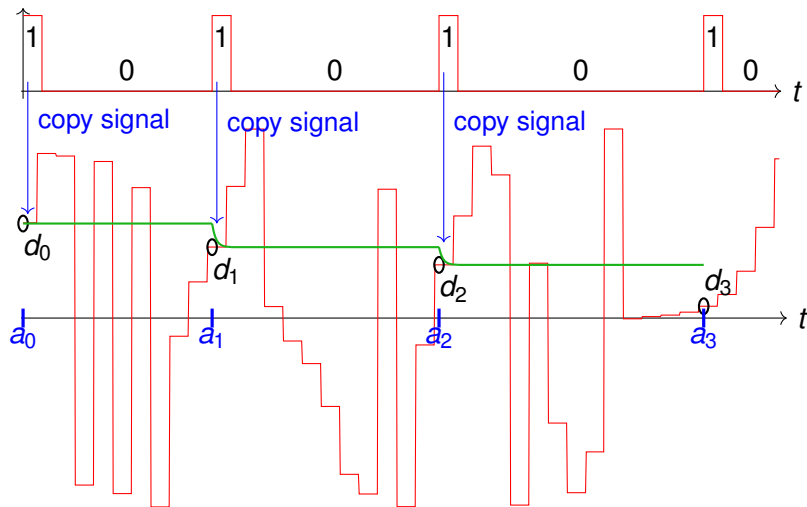 1 1 1 1
0 0 0 0
t
copy signal copy signal copy signal
d₀ d₁ d₂ d₃
t
a₀ a₁ a₂ a₃